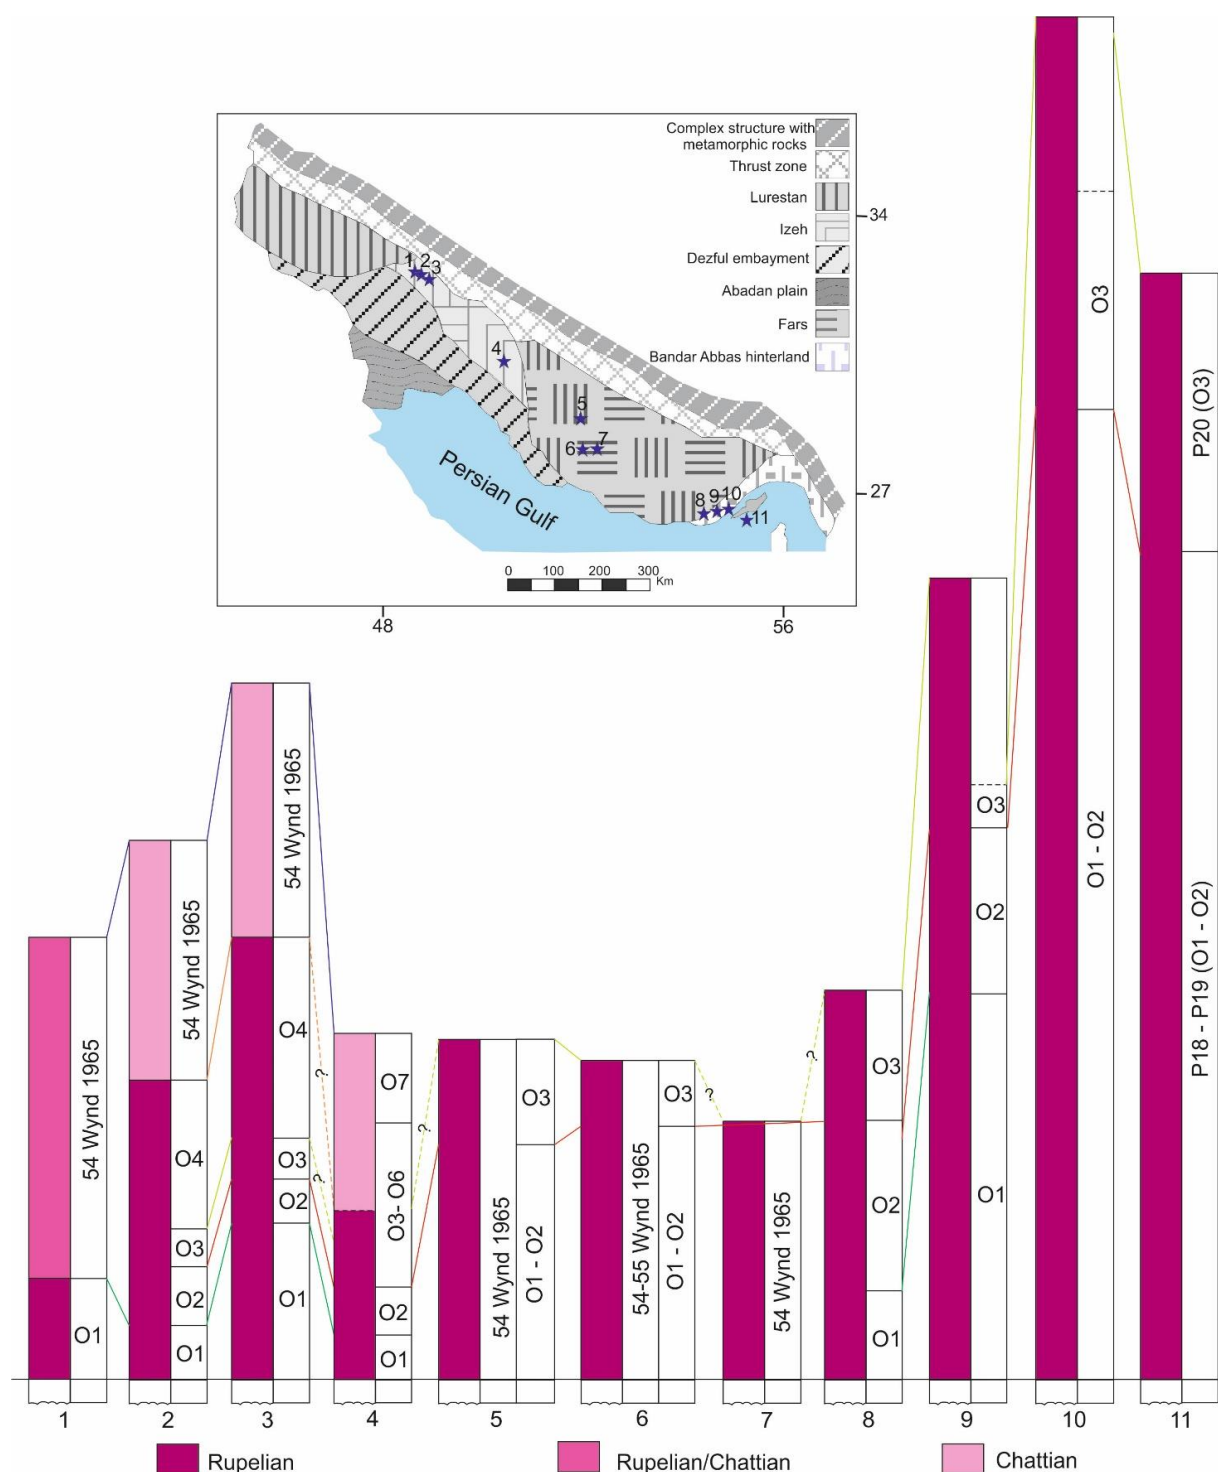 Complex structure with
metamorphic rocks
Thrust zone
Lurestan
Izeh
Dezful embayment
Abadan plain
Fars
Bandar Abbas hinterland
34
27
1 2 3
4
5
6 7
8 9 10
11
Persian Gulf
0 100 200 300
Km
48 56
54 Wynd 1965
O1
54 Wynd 1965
O4
O3
O2
O1
54 Wynd 1965
O4
O3
O2
O1
?
?
O7
O3- O6
O2
O1
?
54 Wynd 1965
O3
O1 - O2
54-55 Wynd 1965
O3
O1 - O2
?
54 Wynd 1965
?
O3
O2
O1
O3
O2
O1
O3
O1 - O2
P20 (O3)
P18 - P19 (O1 - O2)
1 2 3 4 5 6 7 8 9 10 11
Rupelian Rupelian/Chattian Chattian